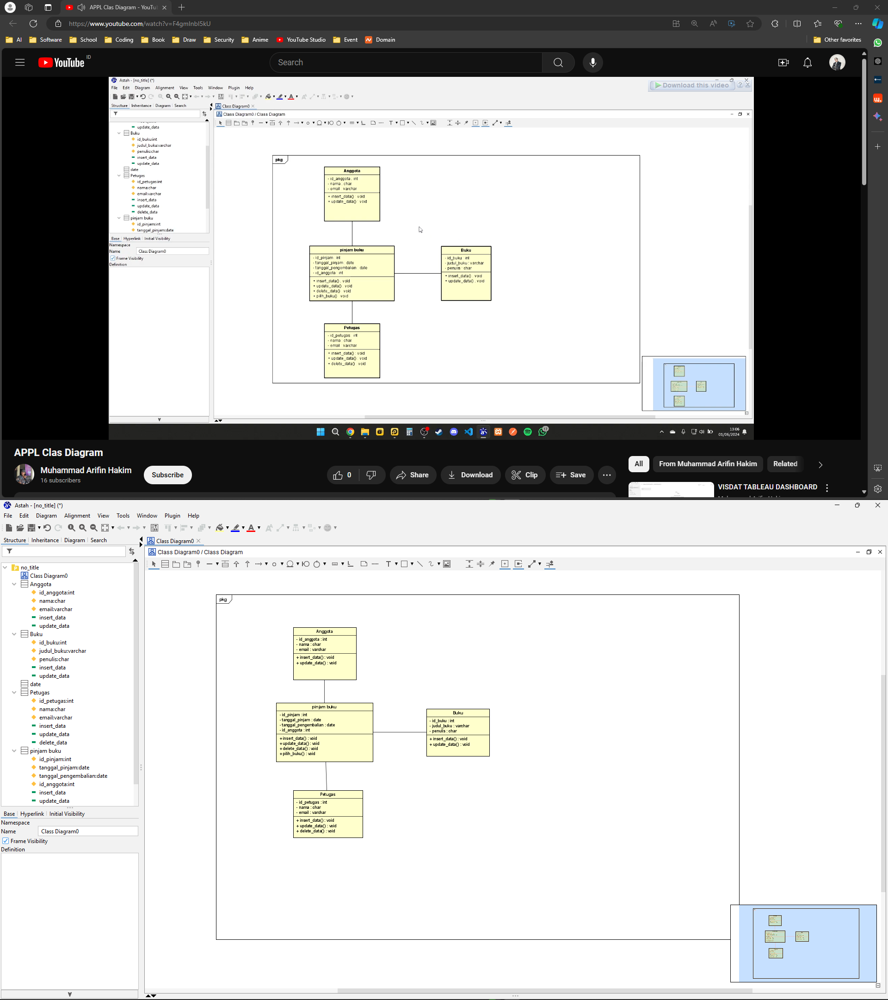 APPL Clas Diagram - YouTu
https://www.youtube.com/watch?v=F4gmInbI5kU
AI Software School Coding Book Draw Security Anime YouTube Studio Event Domain Other favorites
YouTube ID
Search
Astah - [no_title] (*)
File Edit Diagram Alignment View Tools Window Plugin Help
Download this video
Structure Inheritance Diagram Search
Class Diagram0
Class Diagram0 / Class Diagram
update_data
Buku
id_buku:int
judul_buku:varchar
penulis:char
insert_data
update_data
date
Petugas
id_petugas:int
nama:char
email:varchar
insert_data
update_data
delete_data
pinjam buku
id_pinjam:int
tanggal_pinjam:date
Base Hyperlink Initial Visibility
Namespace
Name Class Diagram0
Frame Visibility
Definition
pkg
Anggota
- id_anggota : int
- nama : char
- email : varchar
+ insert_data() : void
+ update_data() : void
pinjam buku
- id_pinjam : int
- tanggal_pinjam : date
- tanggal_pengembalian : date
- id_anggota : int
+ insert_data() : void
+ update_data() : void
+ delete_data() : void
+ pilih_buku() : void
Buku
- id_buku : int
- judul_buku : varchar
- penulis : char
+ insert_data() : void
+ update_data() : void
Petugas
- id_petugas : int
- nama : char
- email : varchar
+ insert_data() : void
+ update_data() : void
+ delete_data() : void
17
13:06
01/06/2024
APPL Clas Diagram
Muhammad Arifin Hakim
16 subscribers
Subscribe
0
Share
Download
Clip
Save
All
From Muhammad Arifin Hakim
Related
VISDAT TABLEAU DASHBOARD
Astah - [no_title] (*)
File Edit Diagram Alignment View Tools Window Plugin Help
Structure Inheritance Diagram Search
Class Diagram0
Class Diagram0 / Class Diagram
no_title
Class Diagram0
Anggota
id_anggota:int
nama:char
email:varchar
insert_data
update_data
Buku
id_buku:int
judul_buku:varchar
penulis:char
insert_data
update_data
date
Petugas
id_petugas:int
nama:char
email:varchar
insert_data
update_data
delete_data
pinjam buku
id_pinjam:int
tanggal_pinjam:date
tanggal_pengembalian:date
id_anggota:int
insert_data
update_data
Base Hyperlink Initial Visibility
Namespace
Name Class Diagram0
Frame Visibility
Definition
pkg
Anggota
- id_anggota : int
- nama : char
- email : varchar
+ insert_data() : void
+ update_data() : void
pinjam buku
- id_pinjam : int
- tanggal_pinjam : date
- tanggal_pengembalian : date
- id_anggota : int
+ insert_data() : void
+ update_data() : void
+ delete_data() : void
+ pilih_buku() : void
Buku
- id_buku : int
- judul_buku : varchar
- penulis : char
+ insert_data() : void
+ update_data() : void
Petugas
- id_petugas : int
- nama : char
- email : varchar
+ insert_data() : void
+ update_data() : void
+ delete_data() : void